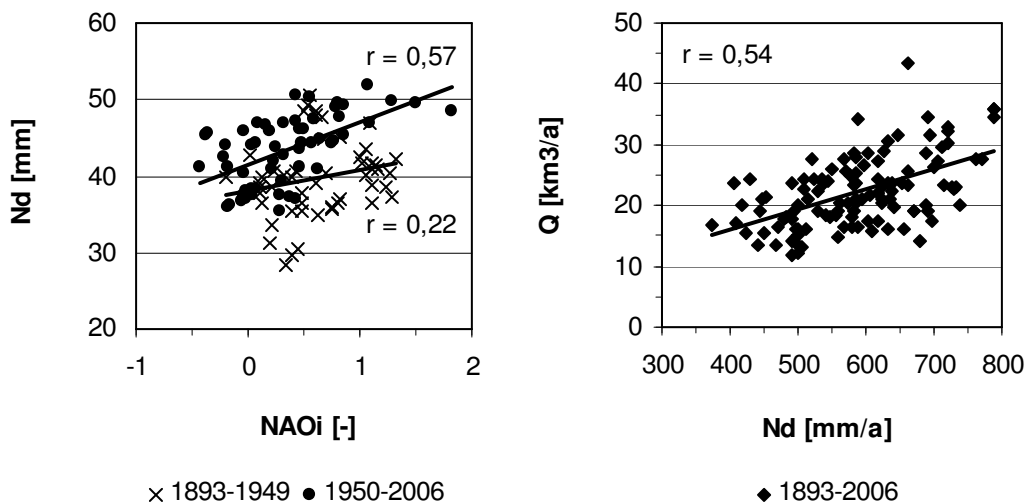 60
50
40
30
20
Nd [mm]
r = 0,57
r = 0,22
-1 0 1 2
NAOi [-]
× 1893-1949 ● 1950-2006
50
40
30
20
10
0
Q [km3/a]
r = 0,54
300 400 500 600 700 800
Nd [mm/a]
◆ 1893-2006